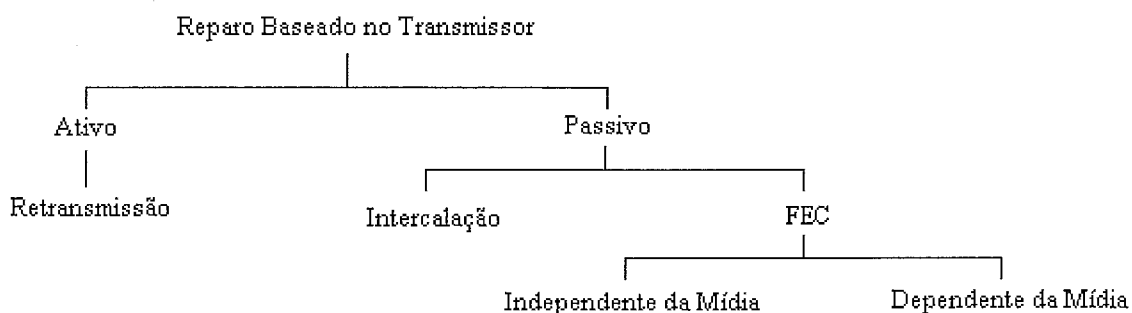 Reparo Baseado no Transmissor
Ativo
Passivo
Retransmissão
Intercalação
FEC
Independente da Mídia
Dependente da Mídia